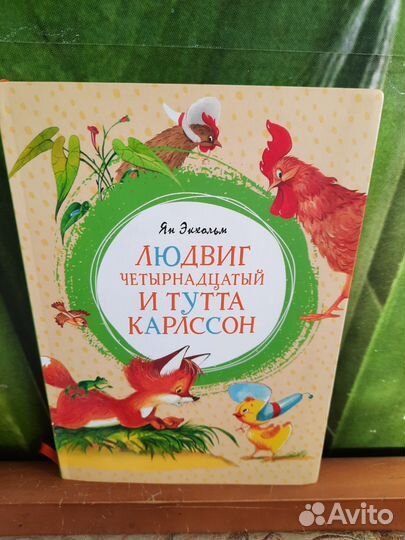 Ян Экхольм
ЛЮДВИГ
ЧЕТЫРНАДЦАТЫЙ
И ТУТТА
КАРЛССОН
Avito